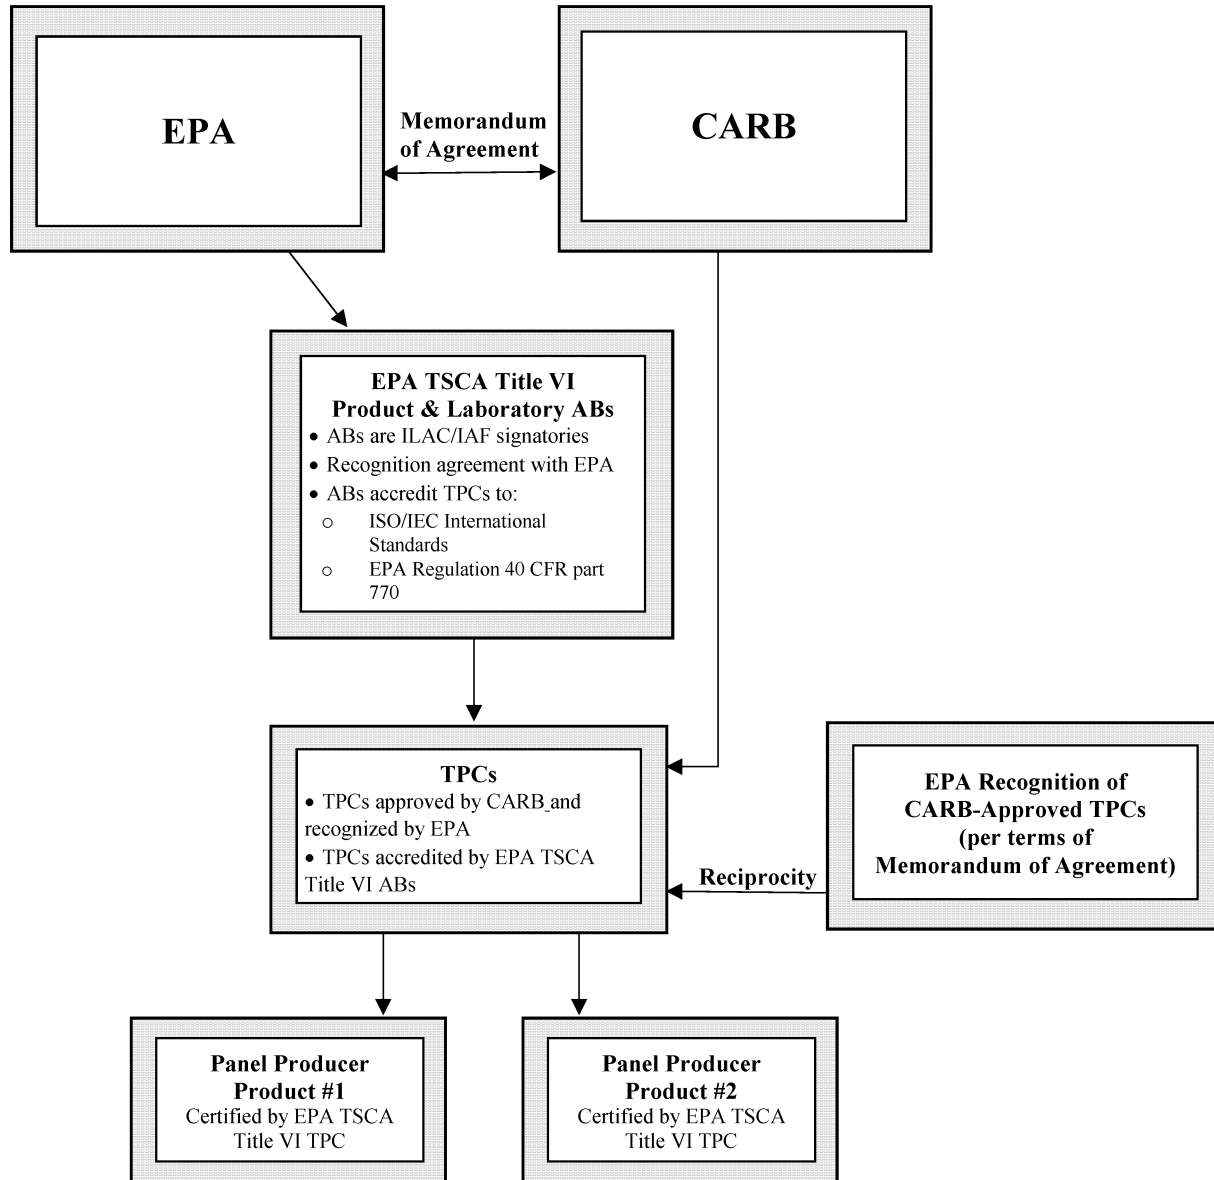 EPA
Memorandum
of Agreement
CARB
EPA TSCA Title VI
Product & Laboratory ABs
• ABs are ILAC/IAF signatories
• Recognition agreement with EPA
• ABs accredit TPCs to:
o ISO/IEC International
Standards
o EPA Regulation 40 CFR part
770
TPCs
• TPCs approved by CARB and
recognized by EPA
• TPCs accredited by EPA TSCA
Title VI ABs
Reciprocity
EPA Recognition of
CARB-Approved TPCs
(per terms of
Memorandum of Agreement)
Panel Producer
Product #1
Certified by EPA TSCA
Title VI TPC
Panel Producer
Product #2
Certified by EPA TSCA
Title VI TPC